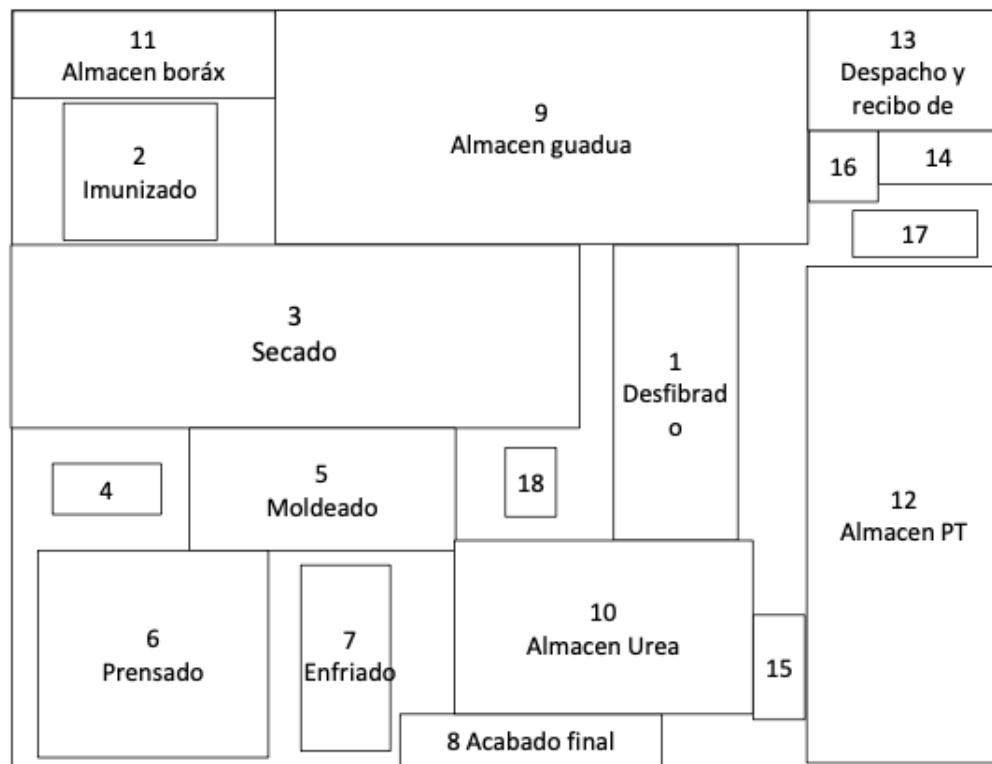 11
Almacen boráx
9
Almacen guadua
13
Despacho y
recibo de
2
Imunizado
16
14
17
3
Secado
1
Desfibrad
o
4
5
Moldeado
18
12
Almacen PT
6
Prensado
7
Enfriado
10
Almacen Urea
15
8 Acabado final